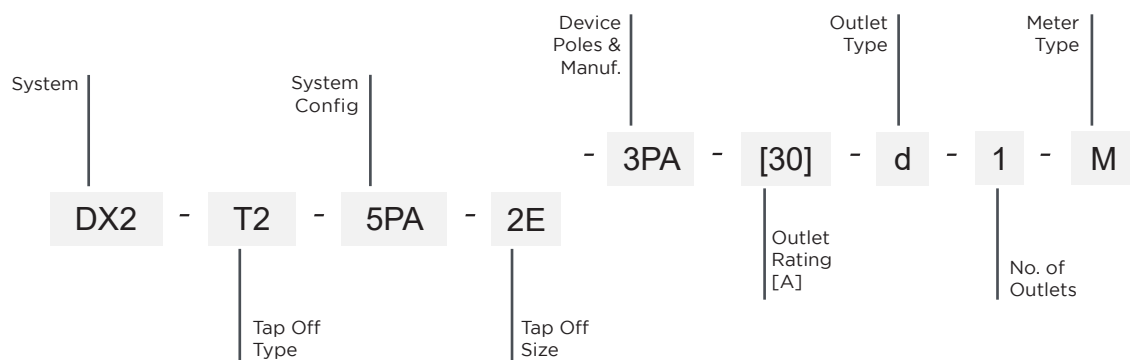 Device
Poles &
Manuf.
Outlet
Type
Meter
Type
System
System
Config
- 3PA - [30] - d - 1 - M
DX2 - T2 - 5PA - 2E
Outlet
Rating
[A]
No. of
Outlets
Tap Off
Type
Tap Off
Size